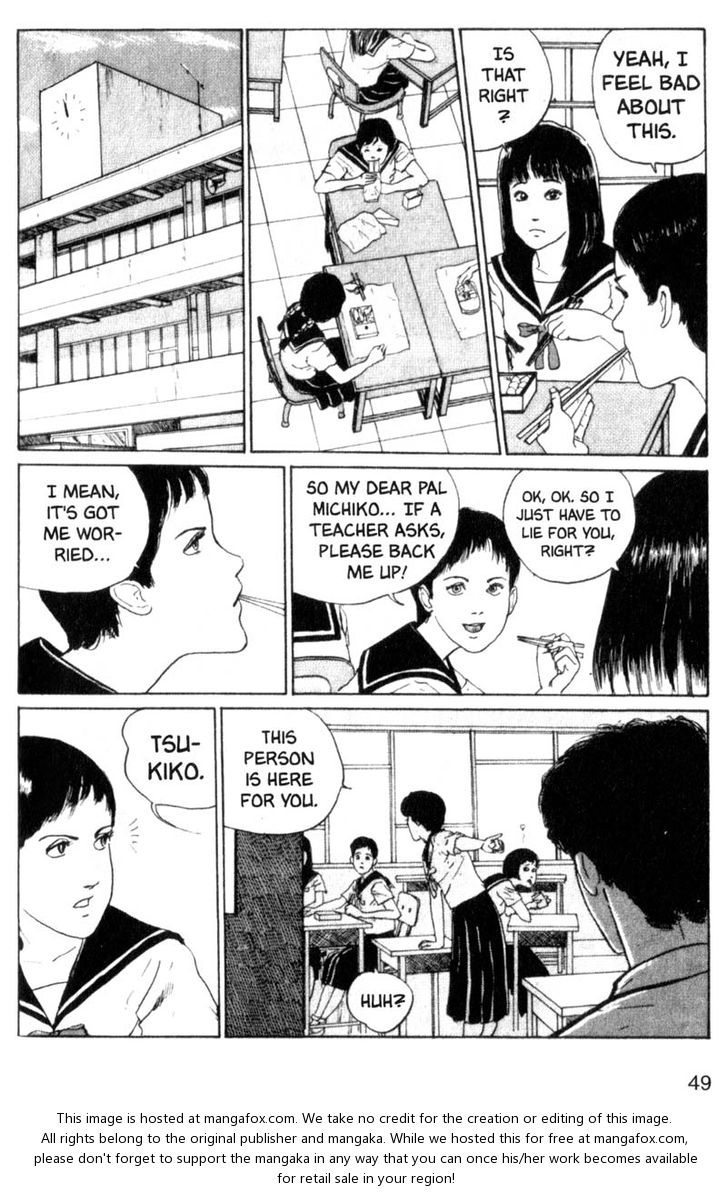 IS
THAT
RIGHT
?
YEAH, I
FEEL BAD
ABOUT
THIS.
I MEAN,
IT'S GOT
ME WOR-
RIED...
SO MY DEAR PAL
MICHIKO... IF A
TEACHER ASKS,
PLEASE BACK
ME UP!
OK, OK. SO I
JUST HAVE TO
LIE FOR YOU,
RIGHT?
TSU-
KIKO.
THIS
PERSON
IS HERE
FOR YOU.
HUH?
49
This image is hosted at mangafox.com. We take no credit for the creation or editing of this image.
All rights belong to the original publisher and mangaka. While we hosted this for free at mangafox.com,
please don't forget to support the mangaka in any way that you can once his/her work becomes available
for retail sale in your region!